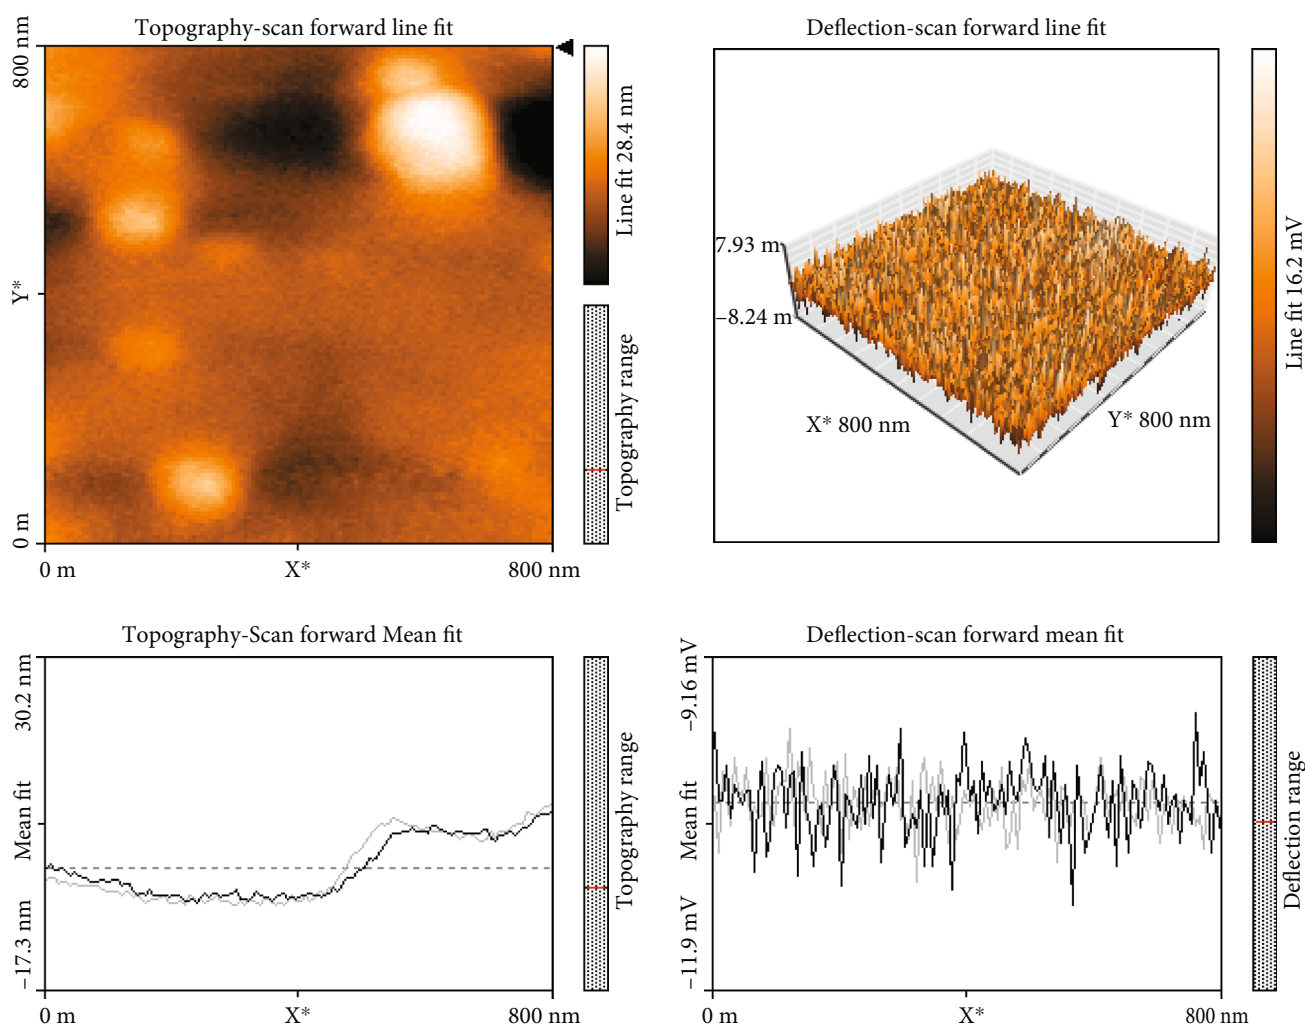 Topography-scan forward line fit
800 nm
Y*
0 m
0 m
X*
800 nm
Line fit 28.4 nm
Topography range
Deflection-scan forward line fit
7.93 m
–8.24 m
X* 800 nm
Y* 800 nm
Line fit 16.2 mV
Topography-Scan forward Mean fit
30.2 nm
Mean fit
–17.3 nm
0 m
X*
800 nm
Topography range
Deflection-scan forward mean fit
–9.16 mV
Mean fit
–11.9 mV
0 m
X*
800 nm
Deflection range